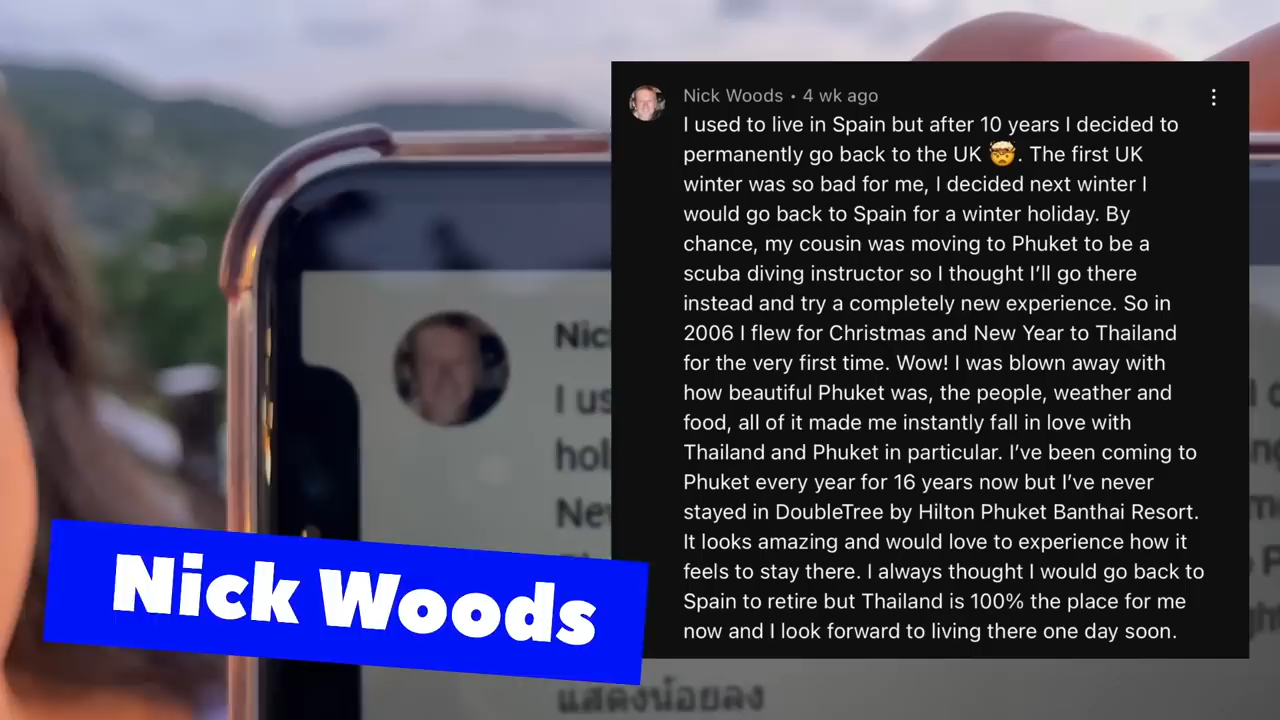 Nick Woods • 4 wk ago
I used to live in Spain but after 10 years I decided to
permanently go back to the UK 🤯. The first UK
winter was so bad for me, I decided next winter I
would go back to Spain for a winter holiday. By
chance, my cousin was moving to Phuket to be a
scuba diving instructor so I thought I’ll go there
instead and try a completely new experience. So in
2006 I flew for Christmas and New Year to Thailand
for the very first time. Wow! I was blown away with
how beautiful Phuket was, the people, weather and
food, all of it made me instantly fall in love with
Thailand and Phuket in particular. I’ve been coming to
Phuket every year for 16 years now but I’ve never
stayed in DoubleTree by Hilton Phuket Banthai Resort.
It looks amazing and would love to experience how it
feels to stay there. I always thought I would go back to
Spain to retire but Thailand is 100% the place for me
now and I look forward to living there one day soon.
Nic
I us
hol
Nev
Nick Woods
แสดงน้อยลง